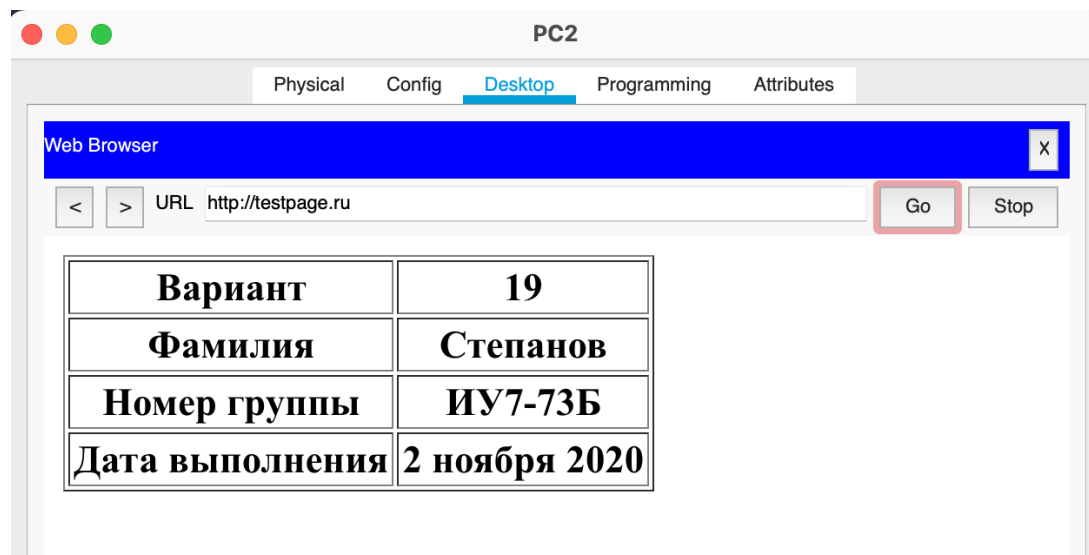 PC2
Physical Config Desktop Programming Attributes
Web Browser X
< > URL http://testpage.ru Go Stop
Вариант 19
Фамилия Степанов
Номер группы ИУ7-73Б
Дата выполнения 2 ноября 2020